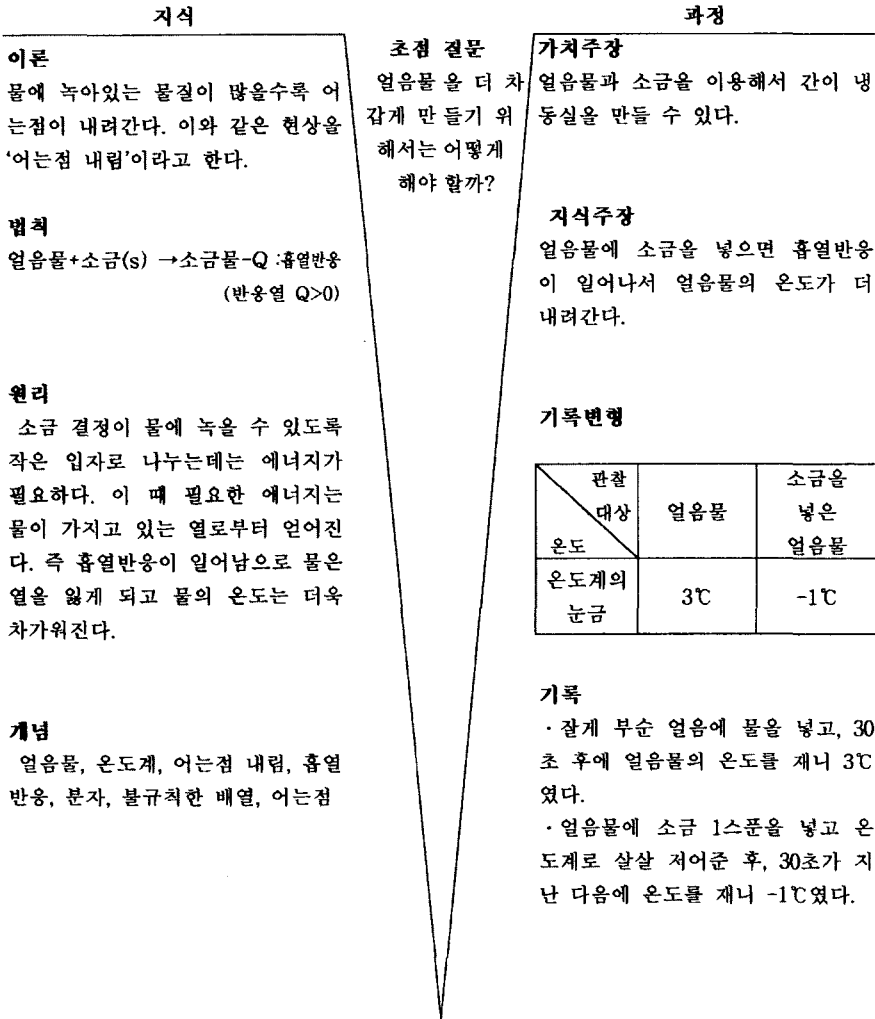 지식
이론
물에 녹아있는 물질이 많을수록 어
는점이 내려간다. 이와 같은 현상을
‘어는점 내림’이라고 한다.
법칙
얼음물+소금(s) →소금물-Q :흡열반응
(반응열 Q>0)
원리
소금 결정이 물에 녹을 수 있도록
작은 입자로 나누는데는 에너지가
필요하다. 이 때 필요한 에너지는
물이 가지고 있는 열로부터 얻어진
다. 즉 흡열반응이 일어남으로 물은
열을 잃게 되고 물의 온도는 더욱
차가워진다.
개념
얼음물, 온도계, 어는점 내림, 흡열
반응, 분자, 불규칙한 배열, 어는점
초점 질문
얼음물 을 더 차
갑게 만 들기 위
해서는 어떻게
해야 할까?
과정
가치주장
얼음물과 소금을 이용해서 간이 냉
동실을 만들 수 있다.
지식주장
얼음물에 소금을 넣으면 흡열반응
이 일어나서 얼음물의 온도가 더
내려간다.
기록변형
관찰
대상
온도
얼음물
소금을
넣은
얼음물
온도계의
눈금
3℃
-1℃
기록
· 잘게 부순 얼음에 물을 넣고, 30
초 후에 얼음물의 온도를 재니 3℃
였다.
· 얼음물에 소금 1스푼을 넣고 온
도계로 살살 저어준 후, 30초가 지
난 다음에 온도를 재니 -1℃였다.